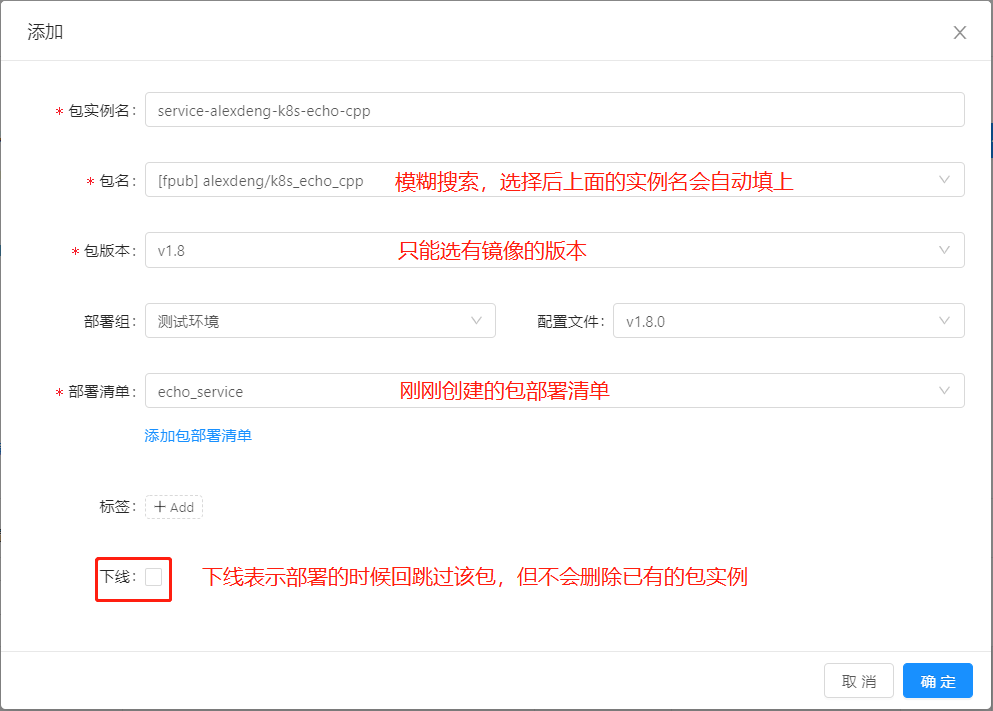 添加
* 包实例名: service-alexdeng-k8s-echo-cpp
* 包名: [fpub] alexdeng/k8s_echo_cpp 模糊搜索，选择后上面的实例名会自动填上
* 包版本: v1.8 只能选有镜像的版本
部署组: 测试环境 配置文件: v1.8.0
* 部署清单: echo_service 刚刚创建的包部署清单
添加包部署清单
标签: + Add
下线: 下线表示部署的时候回跳过该包，但不会删除已有的包实例
取 消 确 定